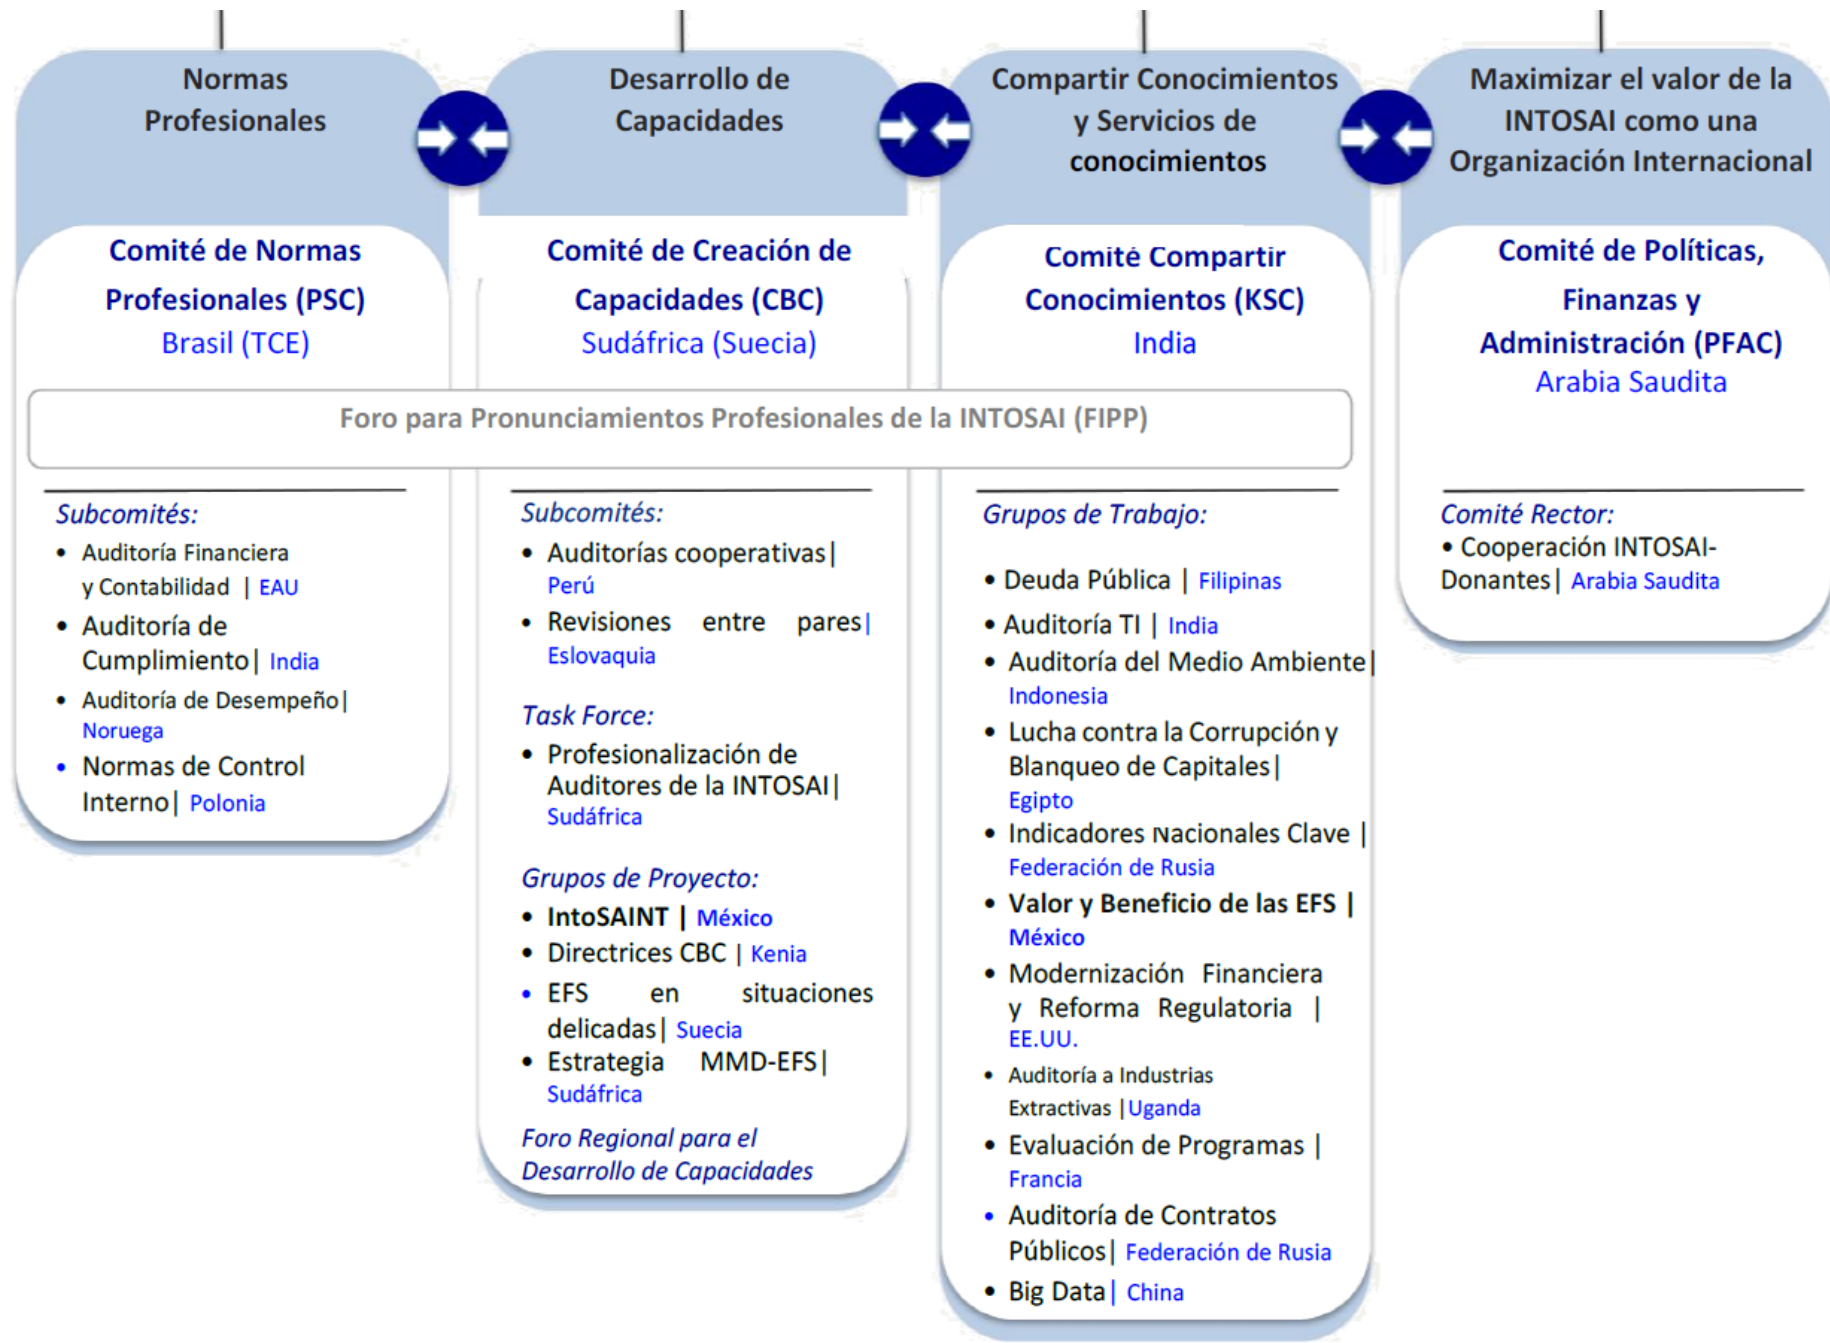 Normas
Profesionales
Comité de Normas
Profesionales (PSC)
Brasil (TCE)
Desarrollo de
Capacidades
Comité de Creación de
Capacidades (CBC)
Sudáfrica (Suecia)
Compartir Conocimientos
y Servicios de
conocimientos
Comité Compartir
Conocimientos (KSC)
India
Maximizar el valor de la
INTOSAI como una
Organización Internacional
Comité de Políticas,
Finanzas y
Administración (PFAC)
Arabia Saudita
Foro para Pronunciamientos Profesionales de la INTOSAI (FIPP)
Subcomités:
• Auditoría Financiera
y Contabilidad | EAU
• Auditoría de
Cumplimiento| India
• Auditoría de Desempeño|
Noruega
• Normas de Control
Interno| Polonia
Subcomités:
• Auditorías cooperativas|
Perú
• Revisiones entre pares|
Eslovaquia
Task Force:
• Profesionalización de
Auditores de la INTOSAI|
Sudáfrica
Grupos de Proyecto:
• IntoSAINT | México
• Directrices CBC | Kenia
• EFS en situaciones
delicadas| Suecia
• Estrategia MMD-EFS|
Sudáfrica
Foro Regional para el
Desarrollo de Capacidades
Grupos de Trabajo:
• Deuda Pública | Filipinas
• Auditoría TI | India
• Auditoría del Medio Ambiente|
Indonesia
• Lucha contra la Corrupción y
Blanqueo de Capitales|
Egipto
• Indicadores Nacionales Clave |
Federación de Rusia
• Valor y Beneficio de las EFS |
México
• Modernización Financiera
y Reforma Regulatoria |
EE.UU.
• Auditoría a Industrias
Extractivas |Uganda
• Evaluación de Programas |
Francia
• Auditoría de Contratos
Públicos| Federación de Rusia
• Big Data| China
Comité Rector:
• Cooperación INTOSAI-
Donantes| Arabia Saudita